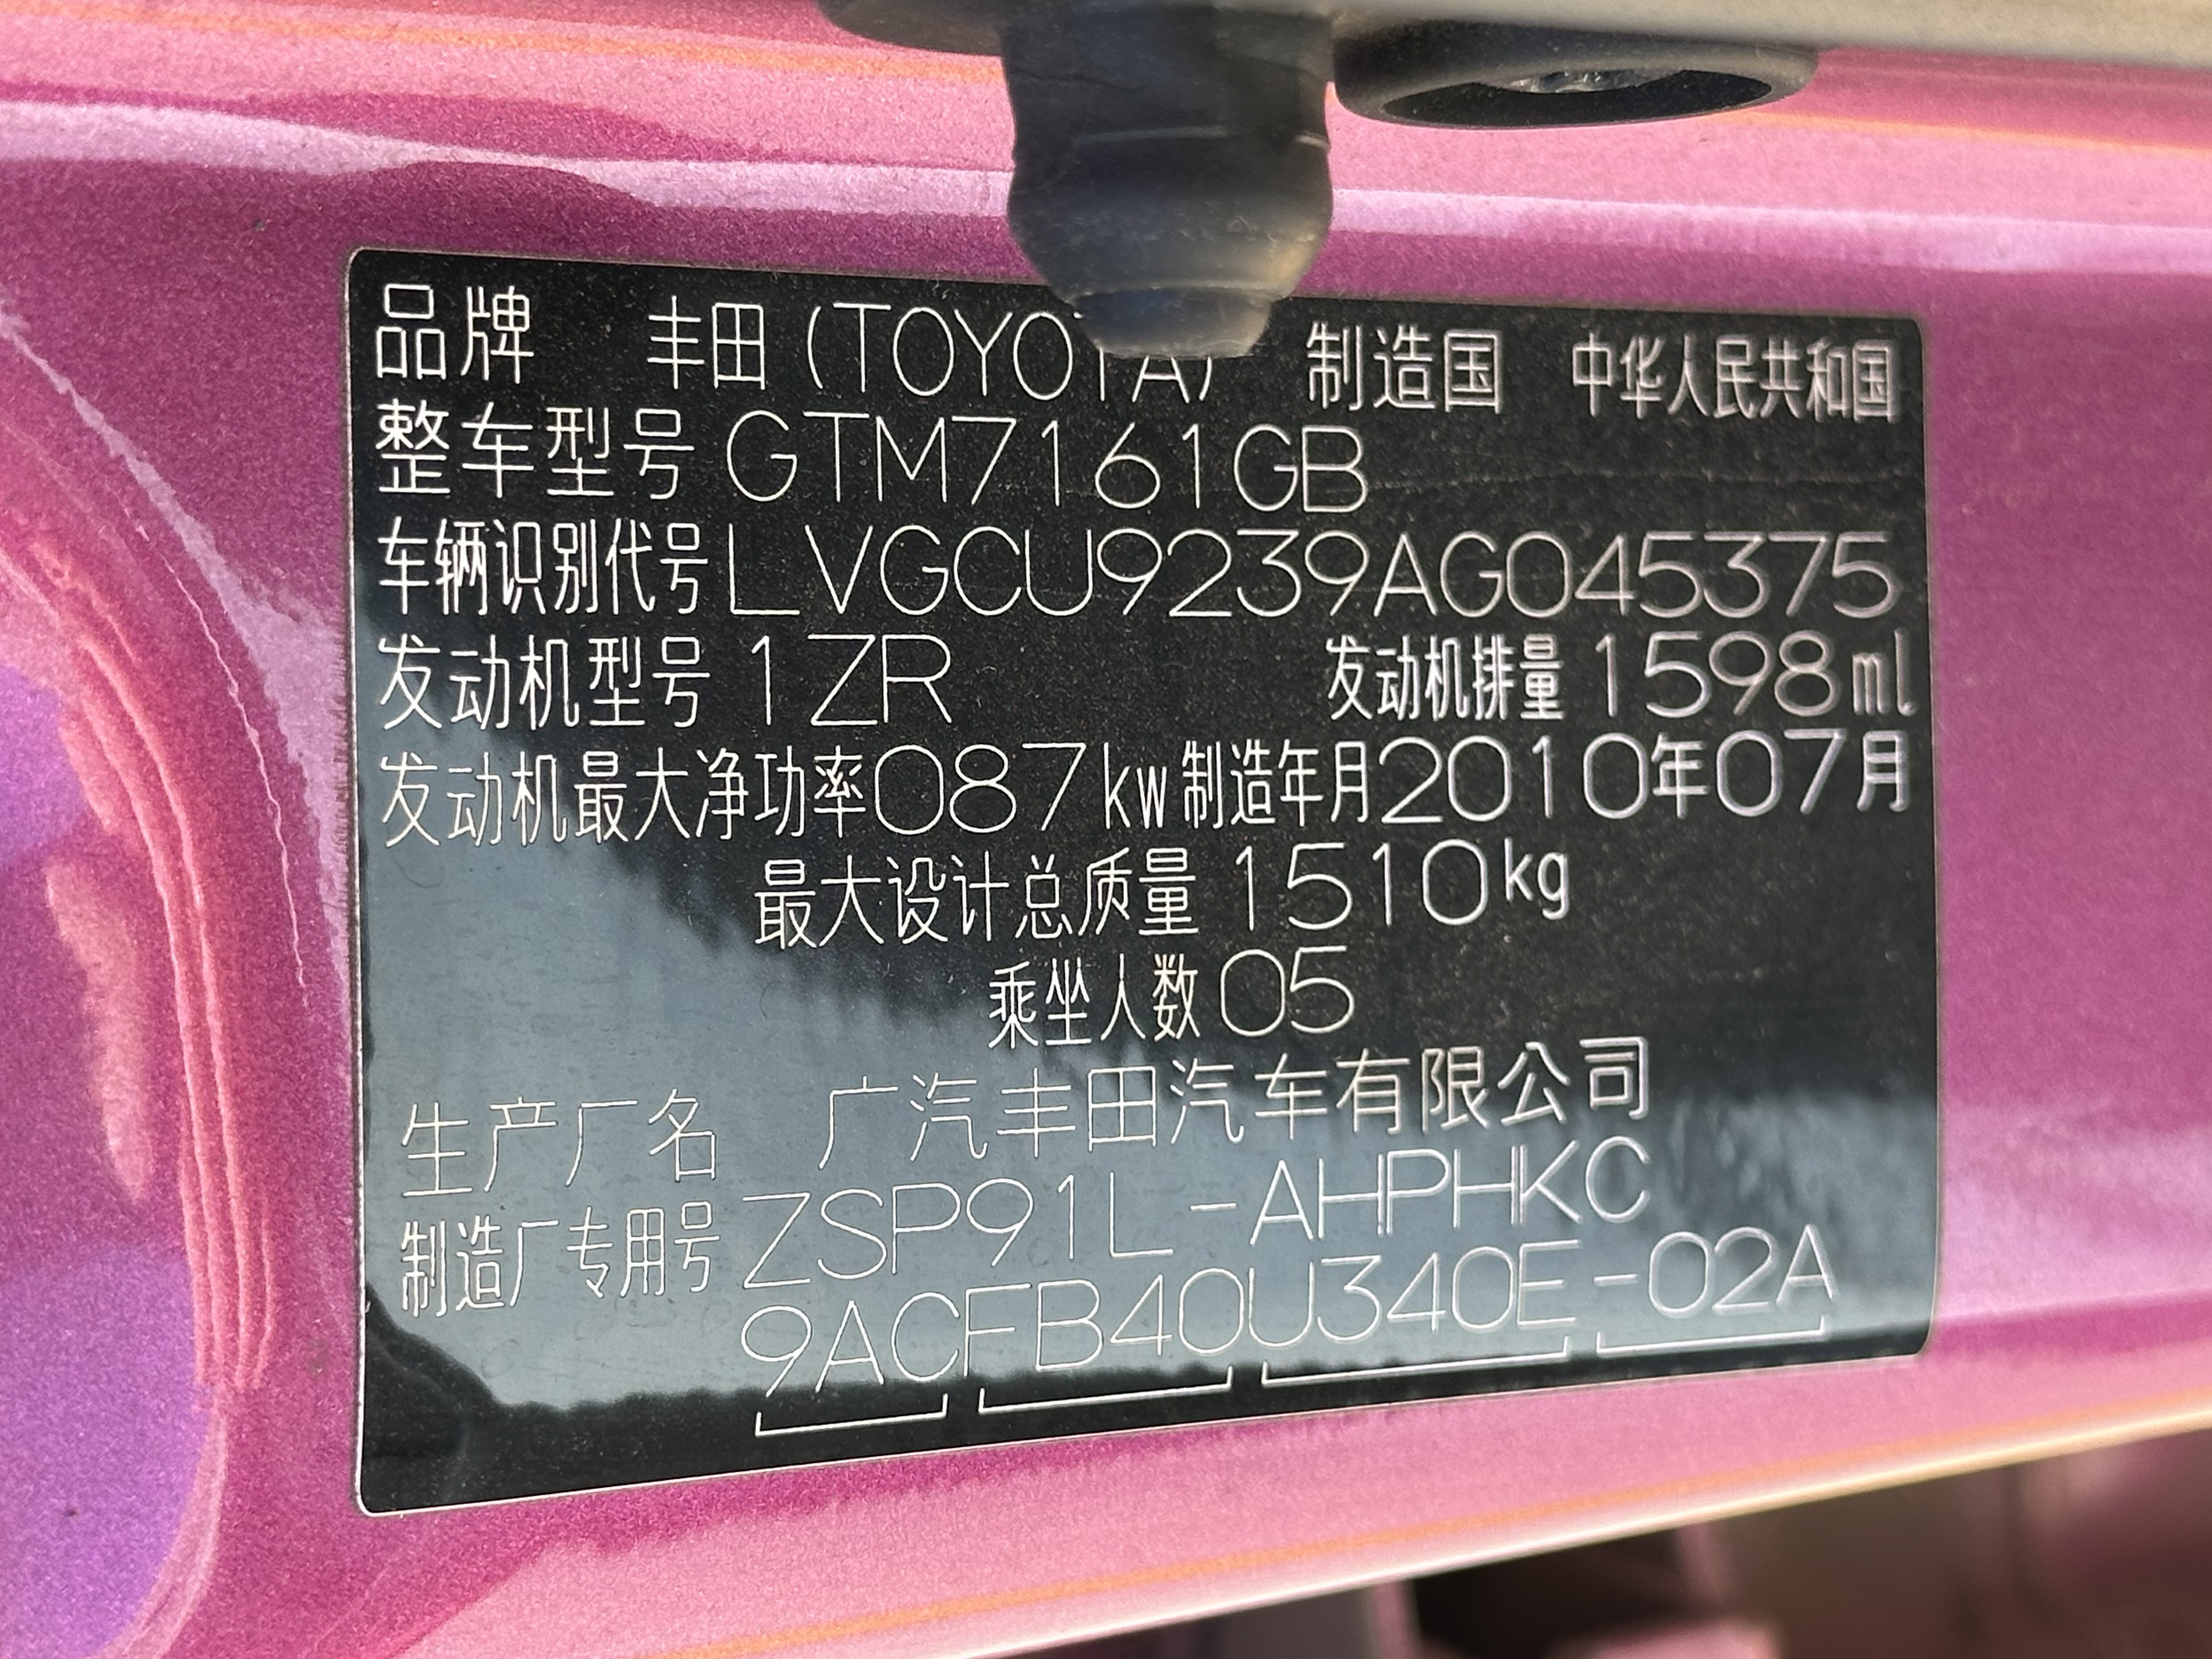 品牌 丰田 (TOYOTA) 制造国 中华人民共和国
整车型号 GTM7161GB
车辆识别代号 LVGCU9239AG045375
发动机型号 1ZR 发动机排量 1598ml
发动机最大净功率 087kw 制造年月 2010年07月
最大设计总质量 1510kg
乘坐人数 05
生产厂名 广汽丰田汽车有限公司
制造厂专用号 ZSP91L-AHPHKC
9ACFB40U340E-02A